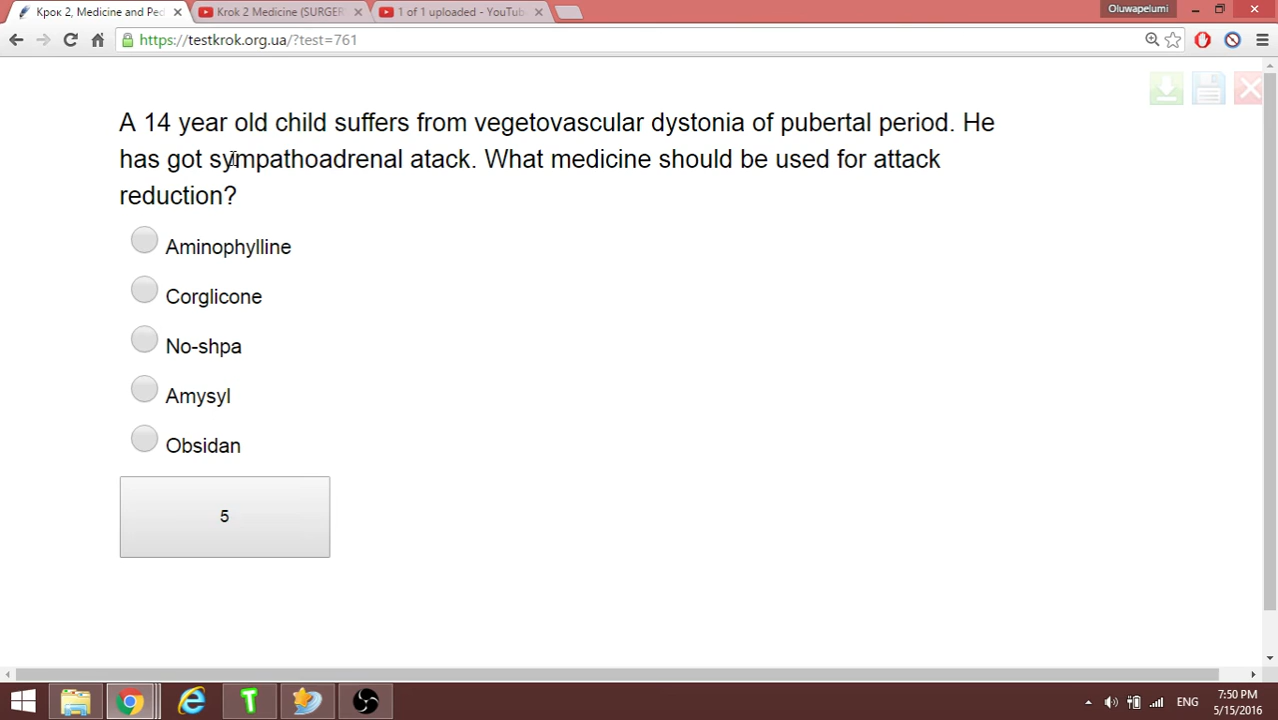 Крок 2, Medicine and Ped
Krok 2 Medicine (SURGER
1 of 1 uploaded - YouTub
Oluwapelumi
https://testkrok.org.ua/?test=761
A 14 year old child suffers from vegetovascular dystonia of pubertal period. He
has got sympathoadrenal atack. What medicine should be used for attack
reduction?
Aminophylline
Corglicone
No-shpa
Amysyl
Obsidan
5
T
ENG
7:50 PM
5/15/2016